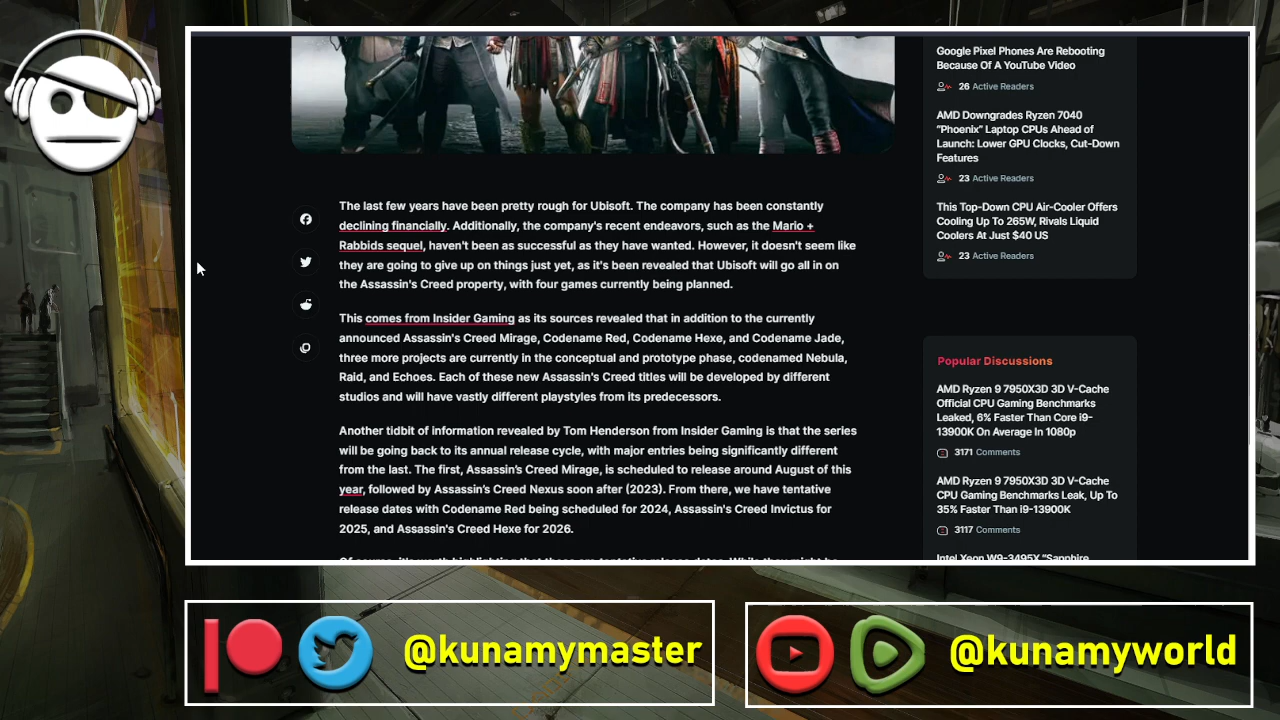 The last few years have been pretty rough for Ubisoft. The company has been constantly
declining financially. Additionally, the company's recent endeavors, such as the Mario +
Rabbids sequel, haven't been as successful as they have wanted. However, it doesn't seem like
they are going to give up on things just yet, as it's been revealed that Ubisoft will go all in on
the Assassin's Creed property, with four games currently being planned.
This comes from Insider Gaming as its sources revealed that in addition to the currently
announced Assassin's Creed Mirage, Codename Red, Codename Hexe, and Codename Jade,
three more projects are currently in the conceptual and prototype phase, codenamed Nebula,
Raid, and Echoes. Each of these new Assassin's Creed titles will be developed by different
studios and will have vastly different playstyles from its predecessors.
Another tidbit of information revealed by Tom Henderson from Insider Gaming is that the series
will be going back to its annual release cycle, with major entries being significantly different
from the last. The first, Assassin's Creed Mirage, is scheduled to release around August of this
year, followed by Assassin's Creed Nexus soon after (2023). From there, we have tentative
release dates with Codename Red being scheduled for 2024, Assassin's Creed Invictus for
2025, and Assassin's Creed Hexe for 2026.
Of course, it's worth highlighting that these are tentative release dates. While they might be
Google Pixel Phones Are Rebooting
Because Of A YouTube Video
26 Active Readers
AMD Downgrades Ryzen 7040
"Phoenix" Laptop CPUs Ahead of
Launch: Lower GPU Clocks, Cut-Down
Features
23 Active Readers
This Top-Down CPU Air-Cooler Offers
Cooling Up To 265W, Rivals Liquid
Coolers At Just $40 US
23 Active Readers
Popular Discussions
AMD Ryzen 9 7950X3D 3D V-Cache
Official CPU Gaming Benchmarks
Leaked, 6% Faster Than Core i9-
13900K On Average In 1080p
3171 Comments
AMD Ryzen 9 7950X3D 3D V-Cache
CPU Gaming Benchmarks Leak, Up To
35% Faster Than i9-13900K
3117 Comments
Intel Xeon W9-3495X "Sapphire
@kunamymaster
@kunamyworld